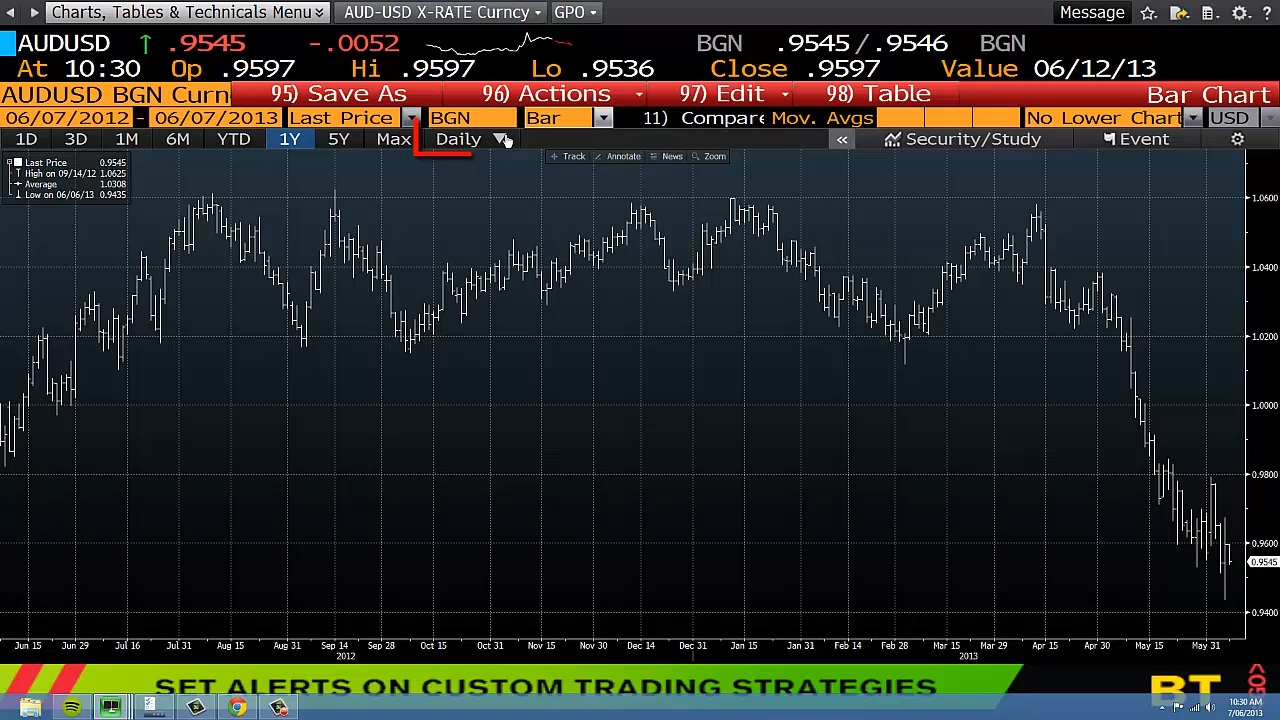 Charts, Tables & Technicals Menu AUD-USD X-RATE Curncy GPO Message
AUDUSD ↑ .9545 -.0052 BGN .9545/.9546 BGN
At 10:30 Op .9597 Hi .9597 Lo .9536 Close .9597 Value 06/12/13
AUDUSD BGN Curn 95) Save As 96) Actions 97) Edit 98) Table Bar Chart
06/07/2012 - 06/07/2013 Last Price BGN Bar 11) Compare Mov. Avgs No Lower Chart USD
1D 3D 1M 6M YTD 1Y 5Y Max Daily « Security/Study Event
Track Annotate News Zoom
Last Price 0.9545
High on 09/14/12 1.0625
Average 1.0308
Low on 06/06/13 0.9435
1.0600
1.0400
1.0200
1.0000
0.9800
0.9600
0.9545
0.9400
Jun 15 Jun 29 Jul 16 Jul 31 Aug 15 Aug 31 Sep 14 Sep 28 Oct 15 Oct 31 Nov 15 Nov 30 Dec 14 Dec 31 Jan 15 Jan 31 Feb 14 Feb 28 Mar 15 Mar 29 Apr 15 Apr 30 May 15 May 31
2012 2013
SET ALERTS ON CUSTOM TRADING STRATEGIES
BT
10:30 AM
7/06/2013